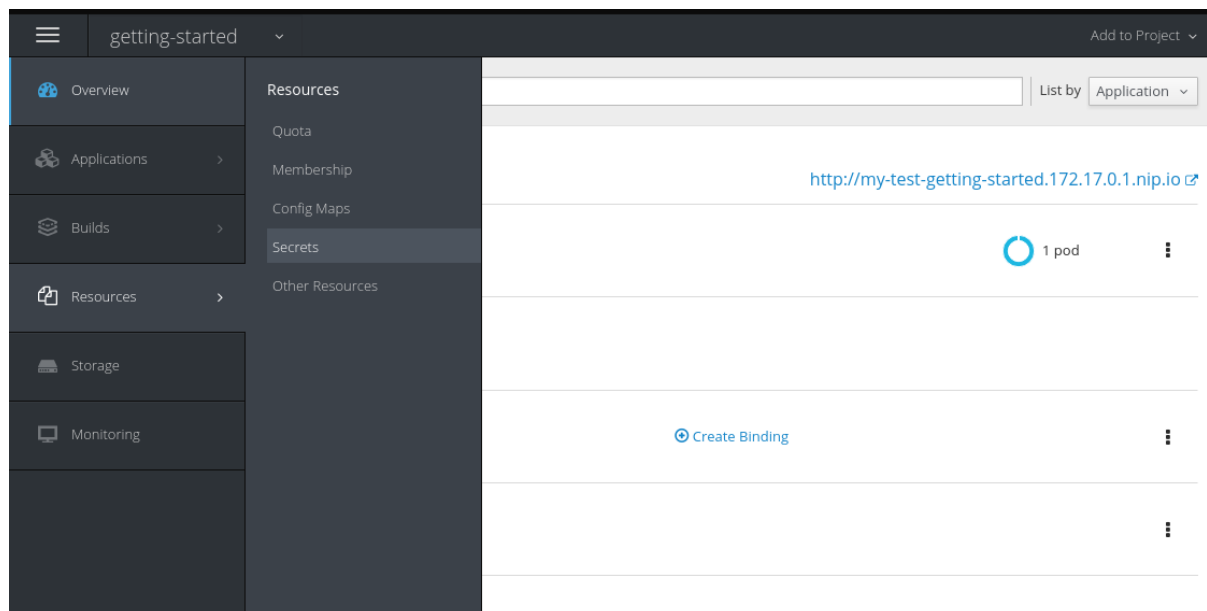 getting-started
Add to Project
Overview
Applications
Builds
Resources
Storage
Monitoring
Resources
Quota
Membership
Config Maps
Secrets
Other Resources
List by Application
http://my-test-getting-started.172.17.0.1.nip.io
1 pod
Create Binding